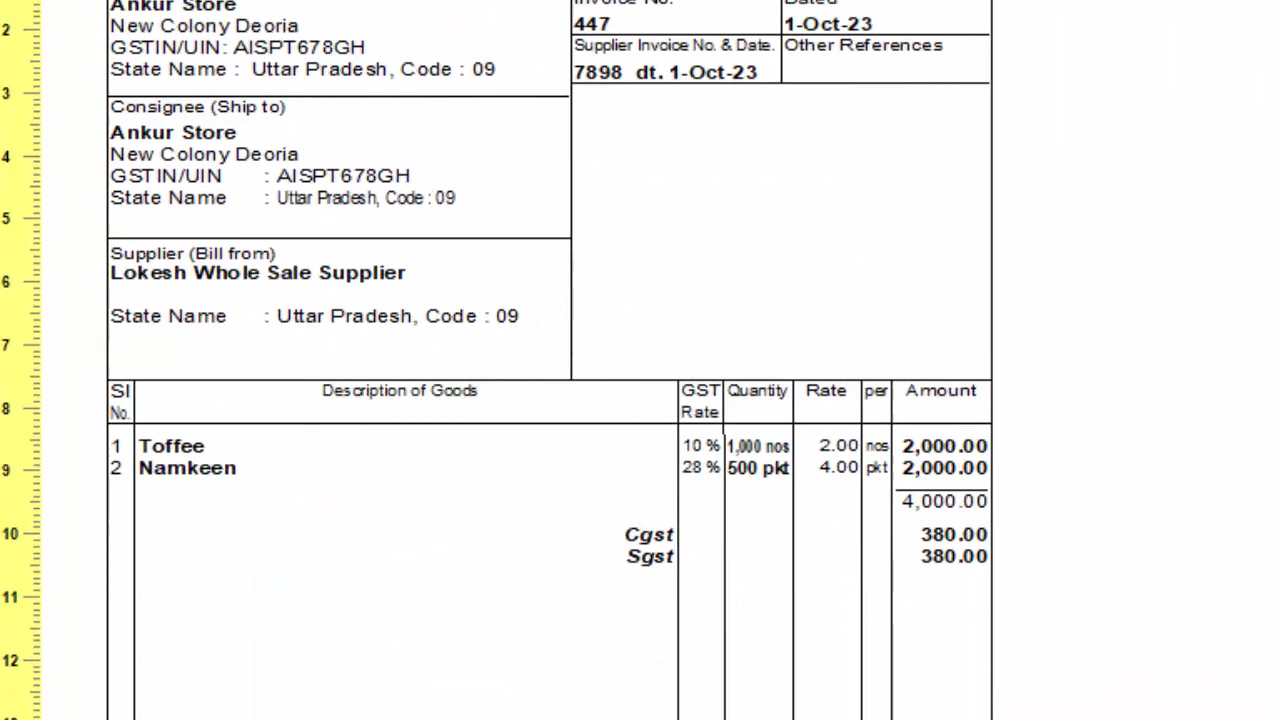 2
3
4
5
6
7
8
9
10
11
12
Ankur Store
New Colony Deoria
GSTIN/UIN: AISPT678GH
State Name : Uttar Pradesh, Code : 09
Invoice No. Dated
447 1-Oct-23
Supplier Invoice No. & Date. Other References
7898 dt. 1-Oct-23
Consignee (Ship to)
Ankur Store
New Colony Deoria
GSTIN/UIN : AISPT678GH
State Name : Uttar Pradesh, Code : 09
Supplier (Bill from)
Lokesh Whole Sale Supplier
State Name : Uttar Pradesh, Code : 09
Sl Description of Goods GST Quantity Rate per Amount
No. Rate
1 Toffee 10 % 1,000 nos 2.00 nos 2,000.00
2 Namkeen 28 % 500 pkt 4.00 pkt 2,000.00
4,000.00
Cgst 380.00
Sgst 380.00